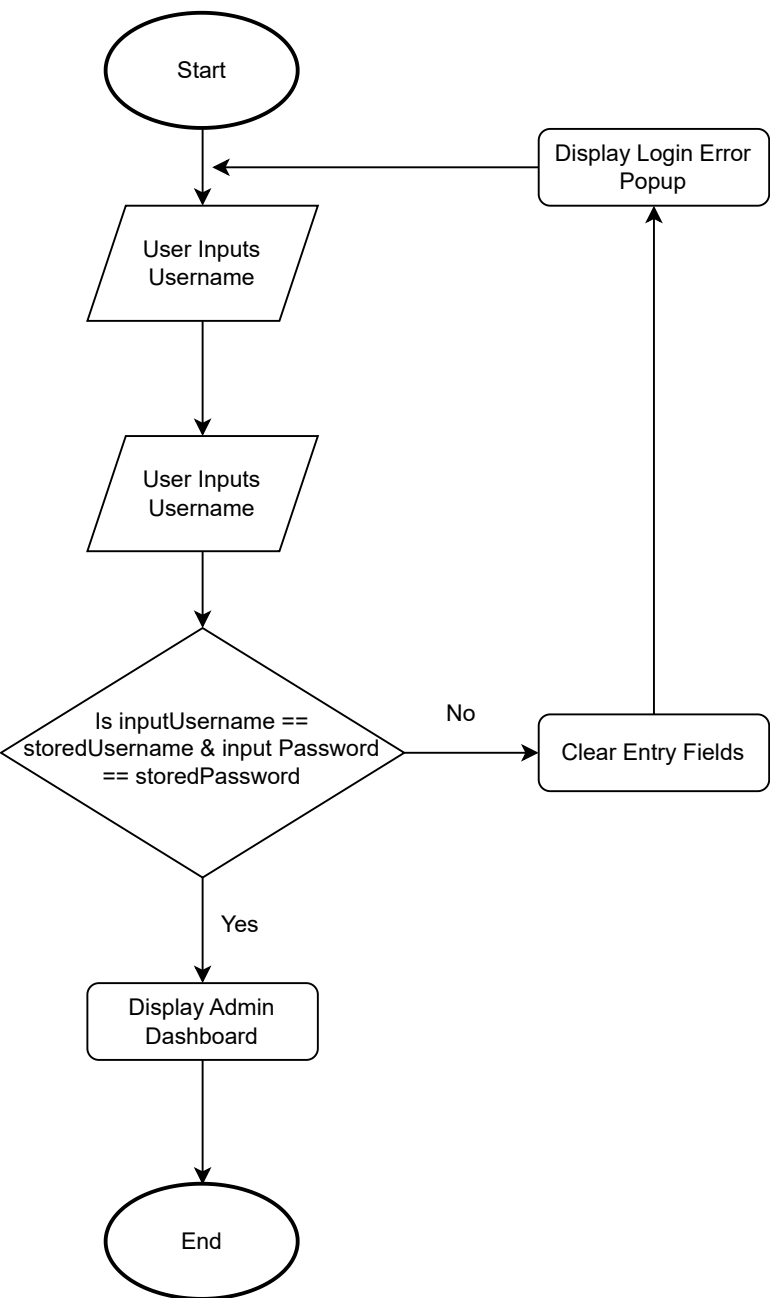 Start
Display Login Error
Popup
User Inputs
Username
User Inputs
Username
Is inputUsername ==
storedUsername & input Password
== storedPassword
No
Clear Entry Fields
Yes
Display Admin
Dashboard
End